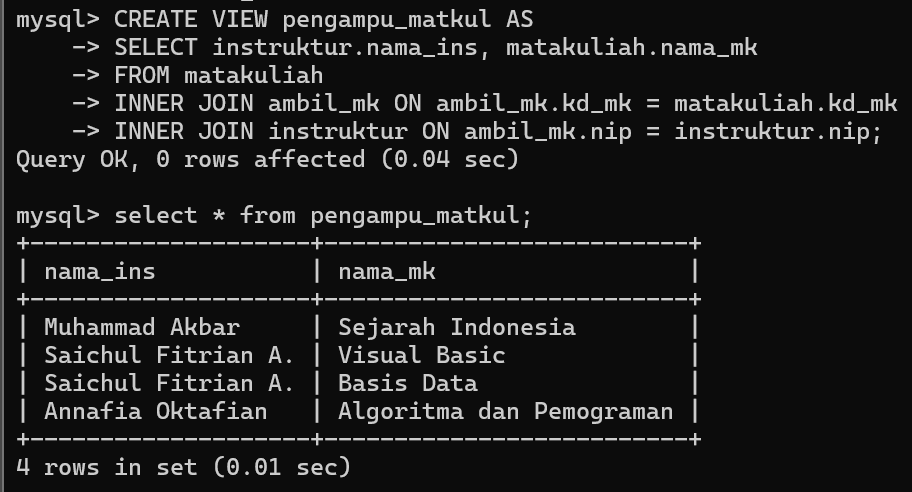 mysql> CREATE VIEW pengampu_matkul AS
    -> SELECT instruktur.nama_ins, matakuliah.nama_mk
    -> FROM matakuliah
    -> INNER JOIN ambil_mk ON ambil_mk.kd_mk = matakuliah.kd_mk
    -> INNER JOIN instruktur ON ambil_mk.nip = instruktur.nip;
Query OK, 0 rows affected (0.04 sec)

mysql> select * from pengampu_matkul;
+--------------------+--------------------------+
| nama_ins           | nama_mk                  |
+--------------------+--------------------------+
| Muhammad Akbar     | Sejarah Indonesia        |
| Saichul Fitrian A. | Visual Basic             |
| Saichul Fitrian A. | Basis Data               |
| Annafia Oktafian   | Algoritma dan Pemograman |
+--------------------+--------------------------+
4 rows in set (0.01 sec)